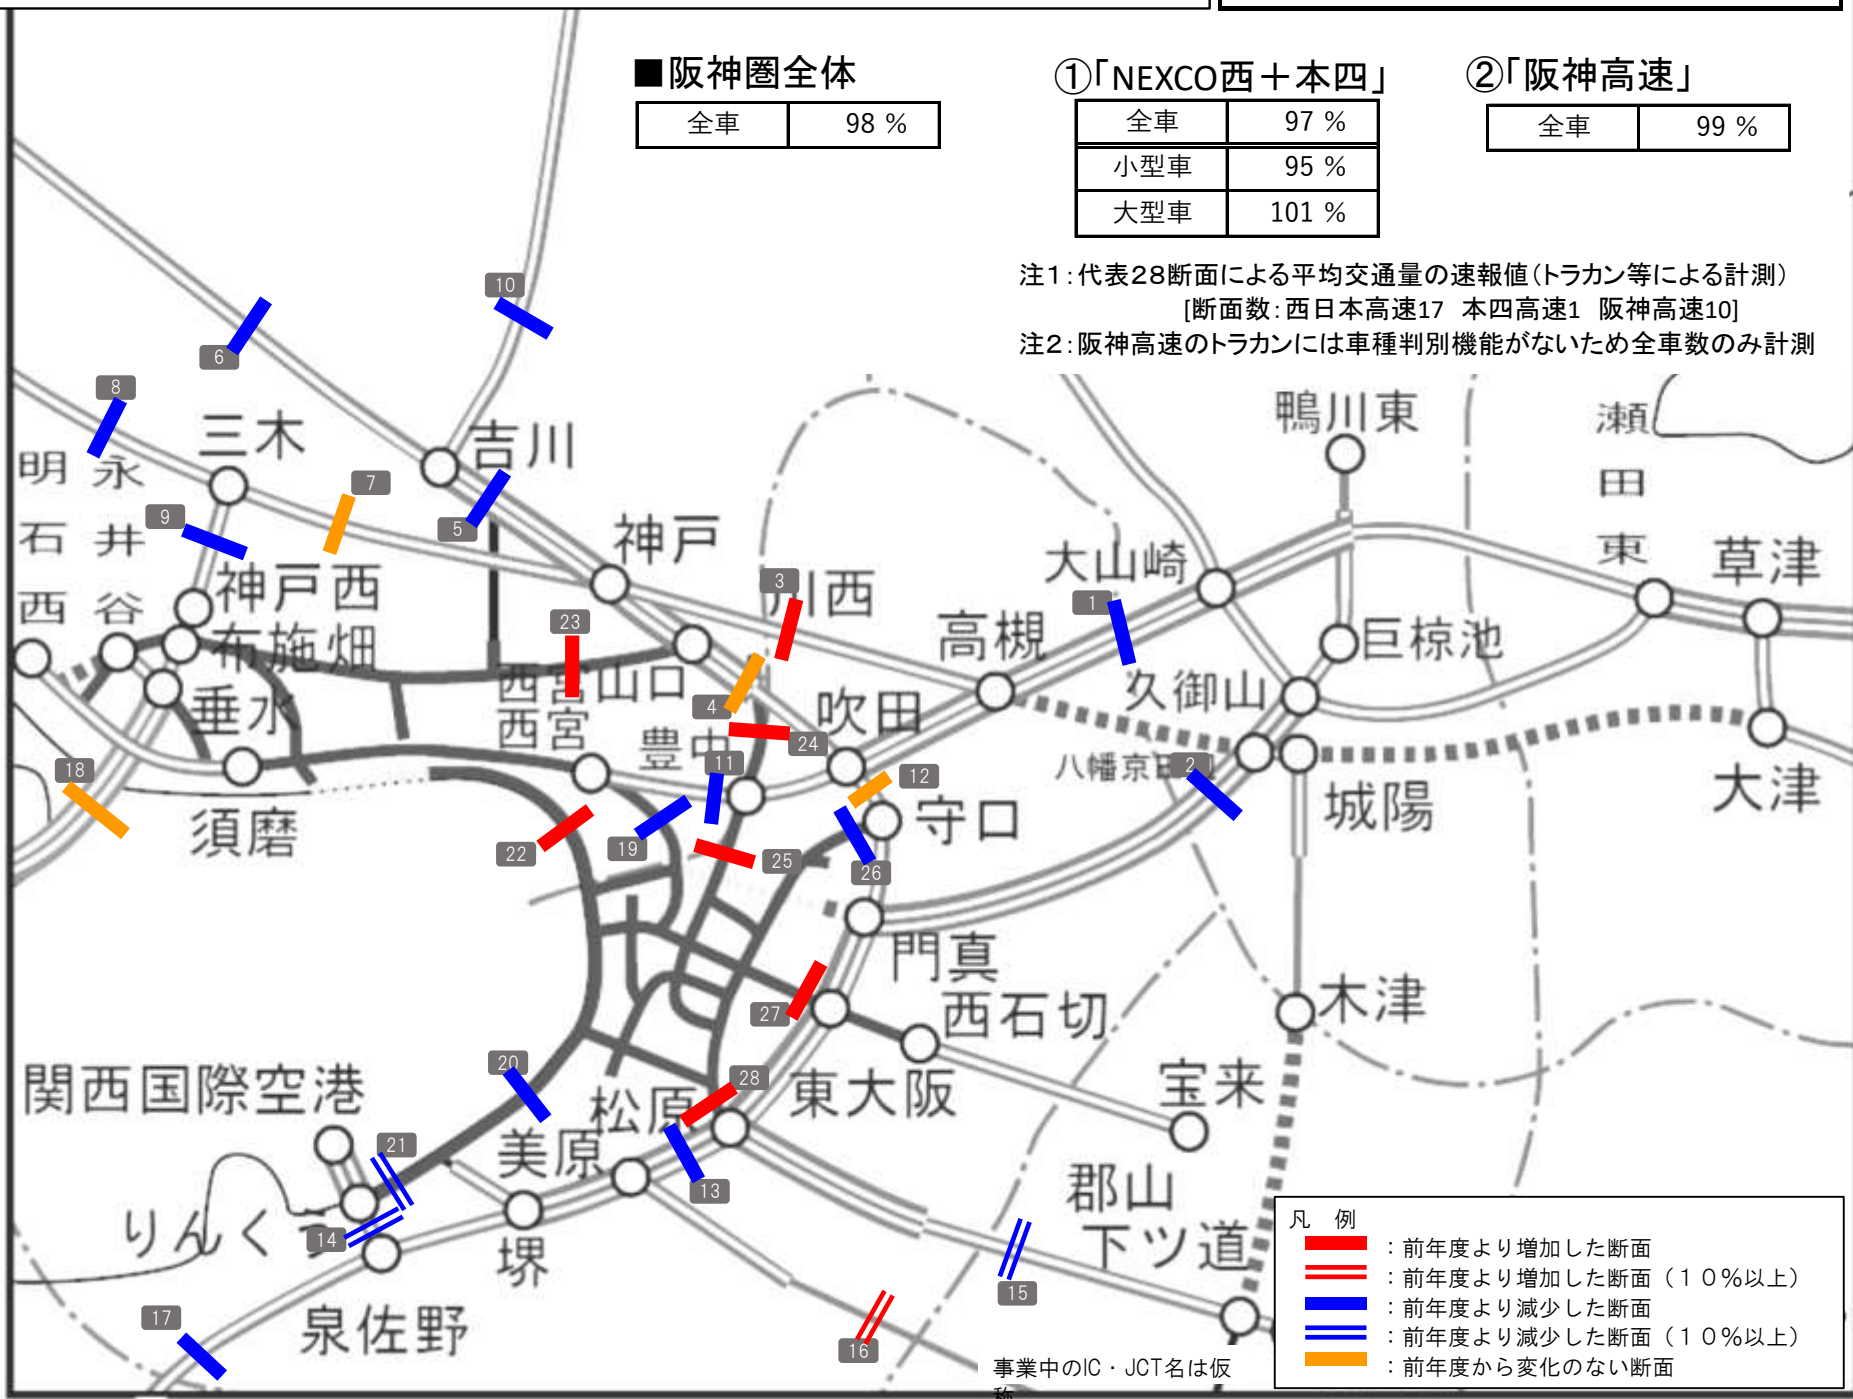 ■阪神圏全体
全車 98 %
①「NEXCO西＋本四」
全車 97 %
小型車 95 %
大型車 101 %
②「阪神高速」
全車 99 %
注1：代表28断面による平均交通量の速報値（トラカン等による計測）
[断面数：西日本高速17 本四高速1 阪神高速10]
注2：阪神高速のトラカンには車種判別機能がないため全車数のみ計測
10
6
8
三木
吉川
鴨川東
瀬田東
明石西
永井谷
7
9
5
神戸
大山崎
草津
神戸西
3
川西
1
布施畑
23
高槻
巨椋池
西宮山口
4
久御山
垂水
西宮
豊中
吹田
24
18
11
12
八幡京田
2
大津
須磨
守口
城陽
22
19
25
26
門真
27
西石切
木津
関西国際空港
20
28
松原
東大阪
宝来
21
美原
13
郡山下ツ道
りんくう
14
堺
15
17
泉佐野
16
事業中のIC・JCT名は仮
称
凡 例
：前年度より増加した断面
：前年度より増加した断面（１０％以上）
：前年度より減少した断面
：前年度より減少した断面（１０％以上）
：前年度から変化のない断面